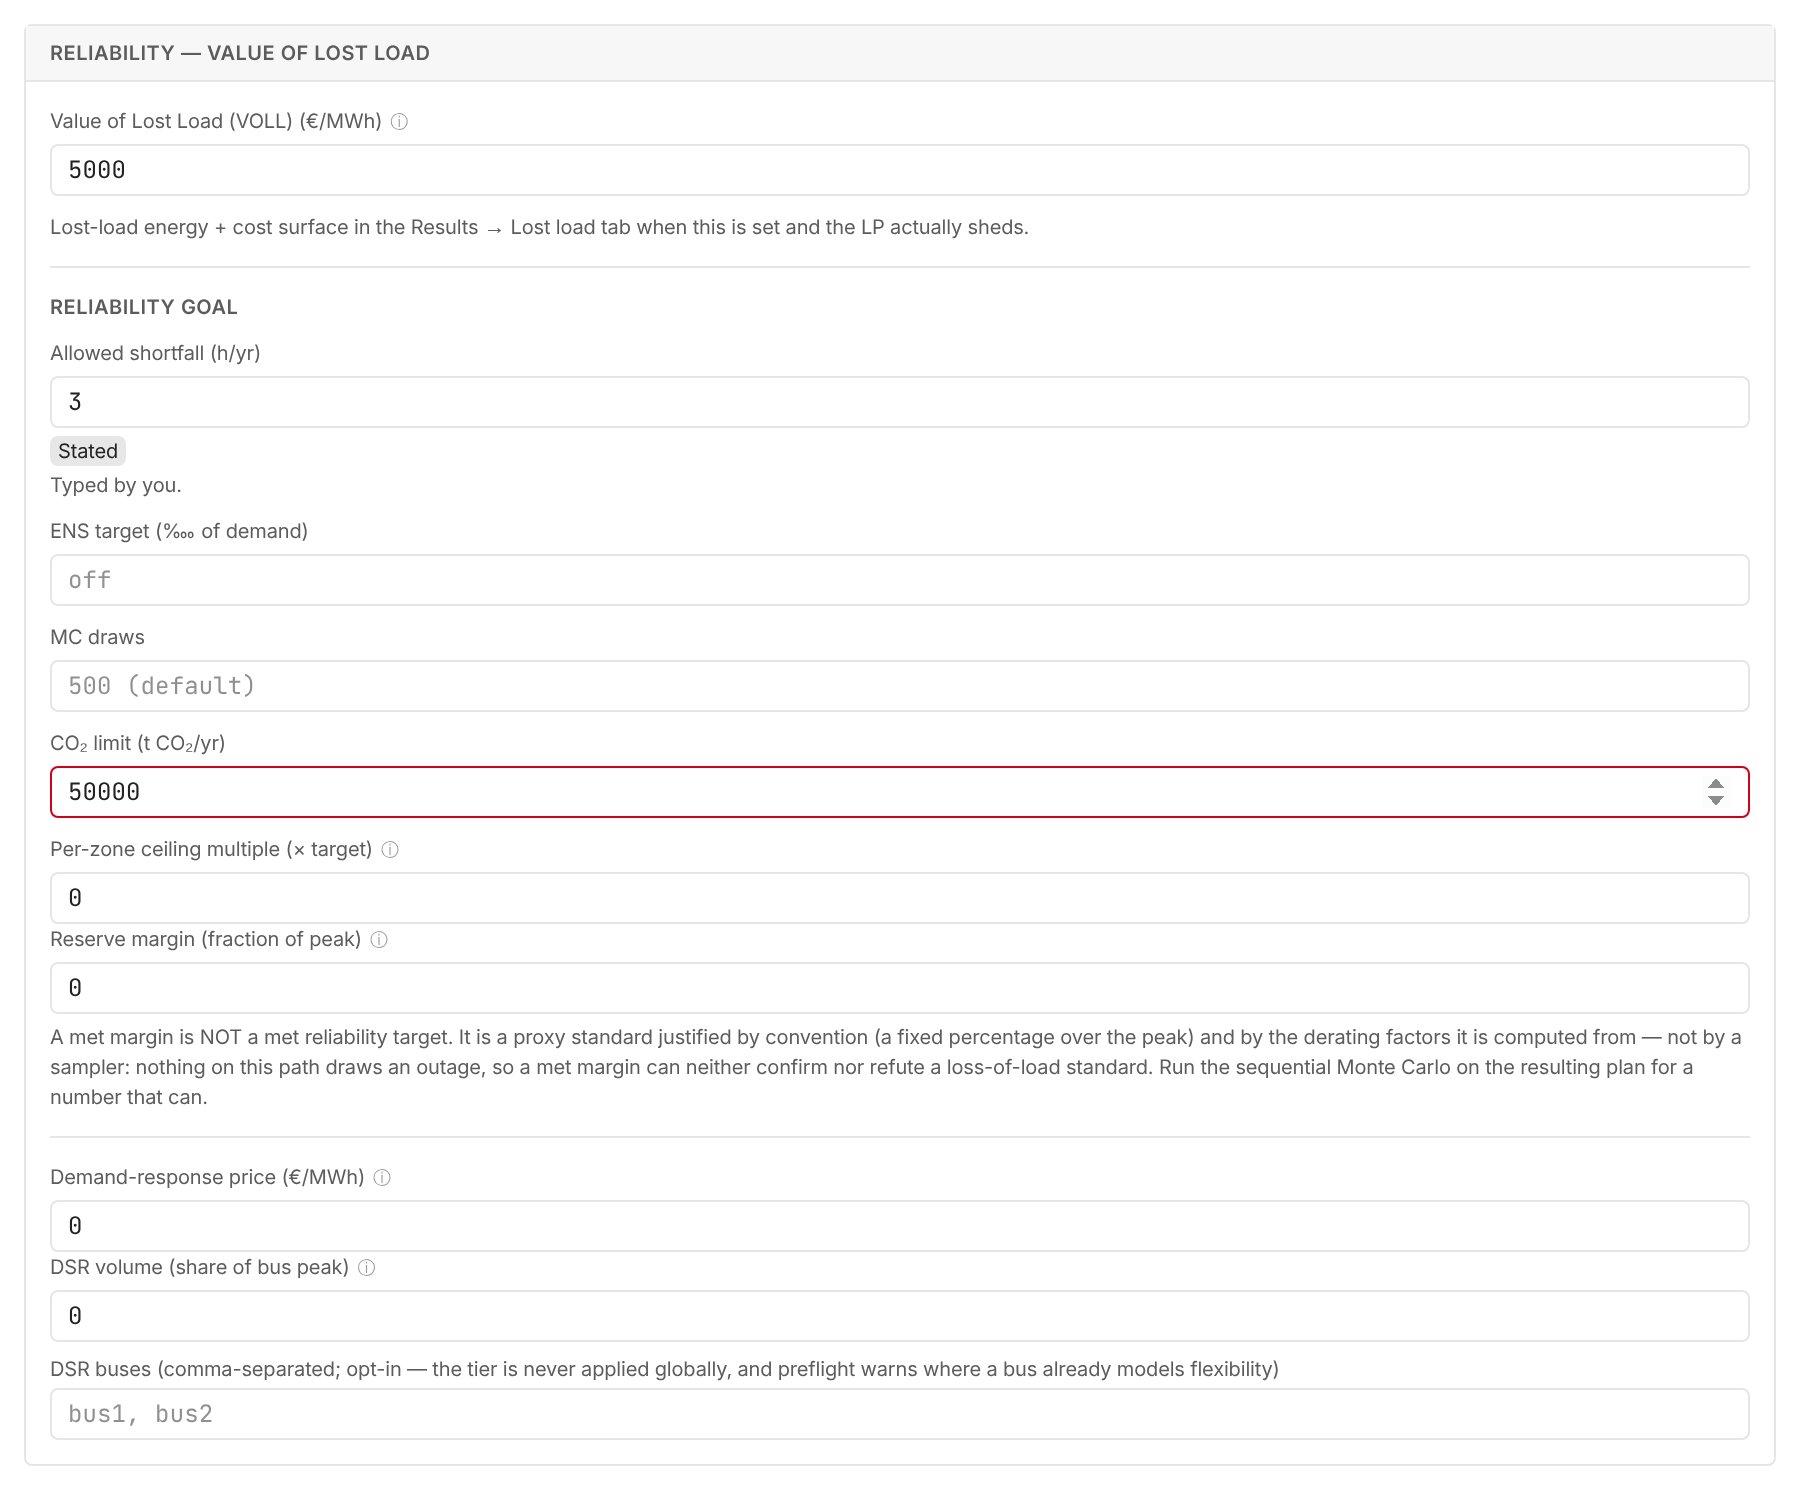 RELIABILITY — VALUE OF LOST LOAD
Value of Lost Load (VOLL) (€/MWh) ⓘ
5000
Lost-load energy + cost surface in the Results → Lost load tab when this is set and the LP actually sheds.
RELIABILITY GOAL
Allowed shortfall (h/yr)
3
Stated
Typed by you.
ENS target (‱ of demand)
off
MC draws
500 (default)
CO₂ limit (t CO₂/yr)
50000
Per-zone ceiling multiple (× target) ⓘ
0
Reserve margin (fraction of peak) ⓘ
0
A met margin is NOT a met reliability target. It is a proxy standard justified by convention (a fixed percentage over the peak) and by the derating factors it is computed from — not by a
sampler: nothing on this path draws an outage, so a met margin can neither confirm nor refute a loss-of-load standard. Run the sequential Monte Carlo on the resulting plan for a
number that can.
Demand-response price (€/MWh) ⓘ
0
DSR volume (share of bus peak) ⓘ
0
DSR buses (comma-separated; opt-in — the tier is never applied globally, and preflight warns where a bus already models flexibility)
bus1, bus2